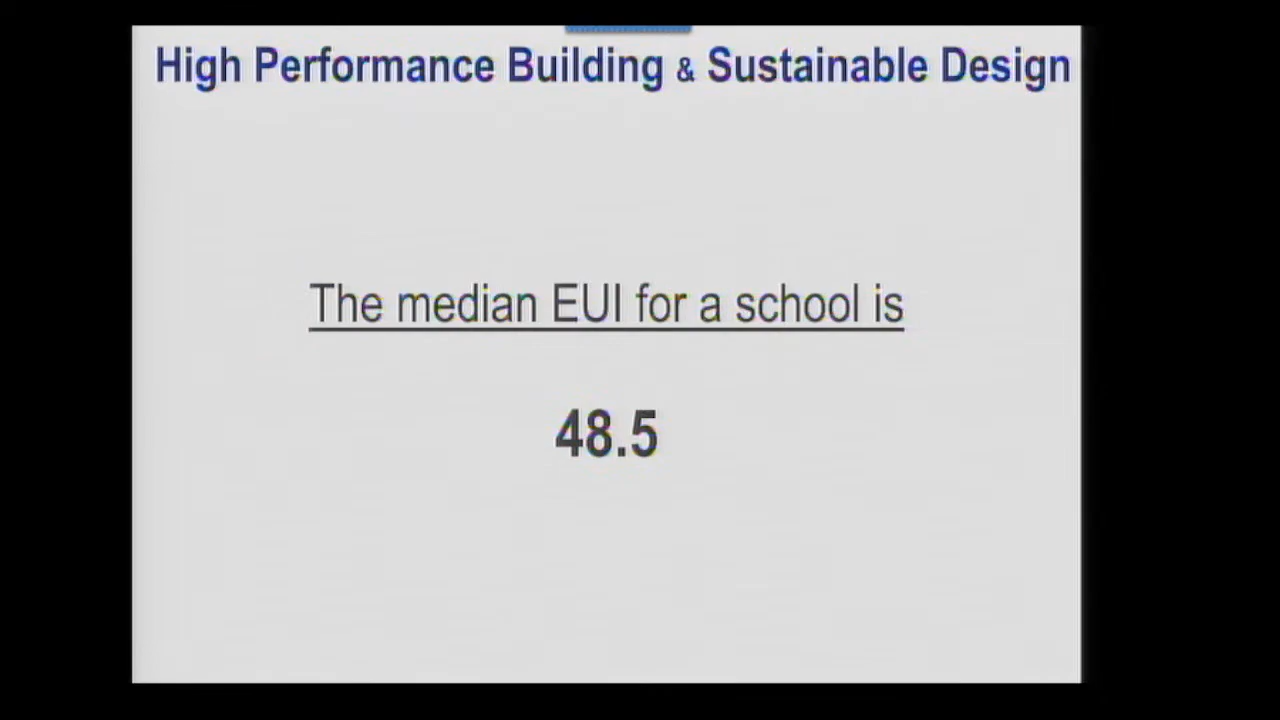 High Performance Building & Sustainable Design
The median EUI for a school is
48.5